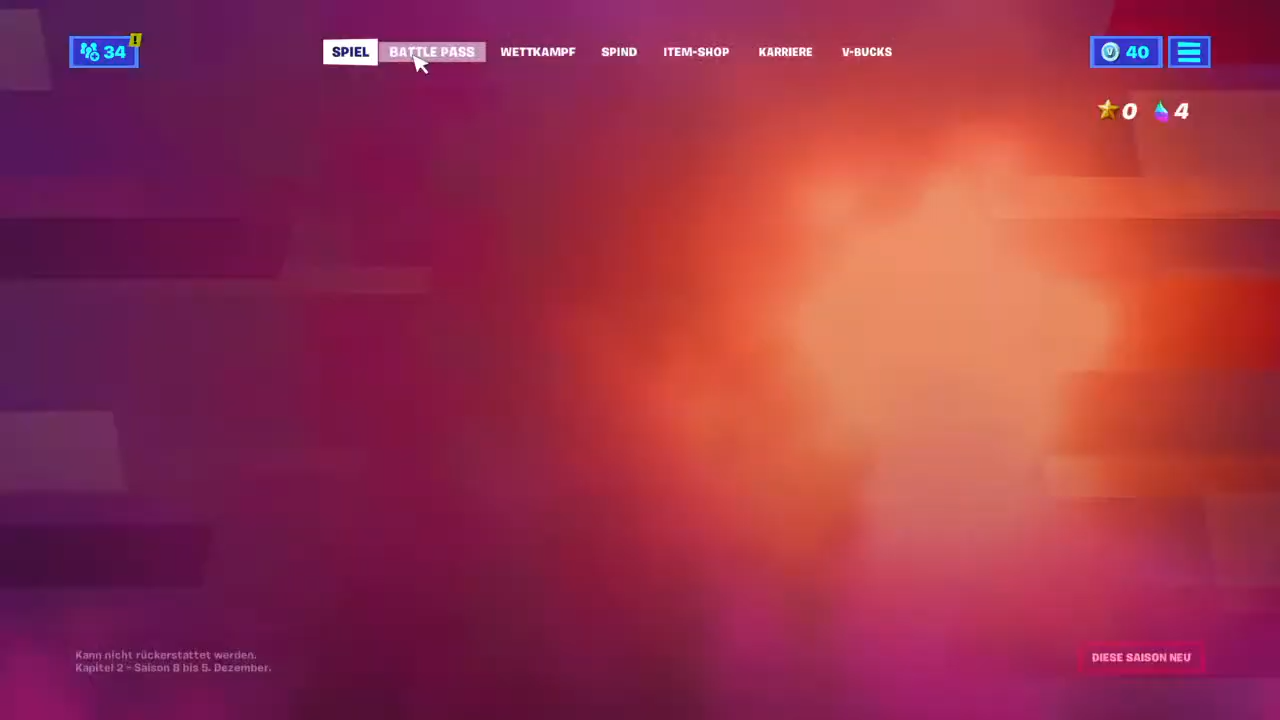 34
!
SPIEL BATTLE PASS WETTKAMPF SPIND ITEM-SHOP KARRIERE V-BUCKS
V 40
0 4
Kann nicht rückerstattet werden.
Kapitel 2 - Saison 8 bis 5. Dezember.
DIESE SAISON NEU